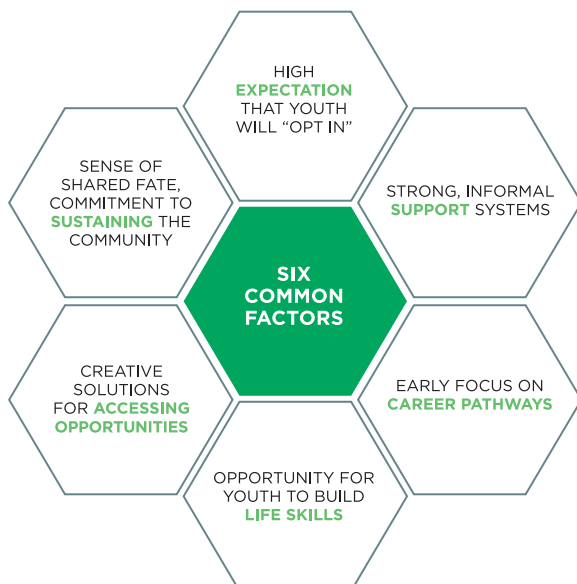 HIGH
EXPECTATION
THAT YOUTH
WILL “OPT IN”
STRONG, INFORMAL
SUPPORT SYSTEMS
EARLY FOCUS ON
CAREER PATHWAYS
OPPORTUNITY FOR
YOUTH TO BUILD
LIFE SKILLS
CREATIVE
SOLUTIONS
FOR ACCESSING
OPPORTUNITIES
SENSE OF
SHARED FATE,
COMMITMENT TO
SUSTAINING THE
COMMUNITY
SIX
COMMON
FACTORS